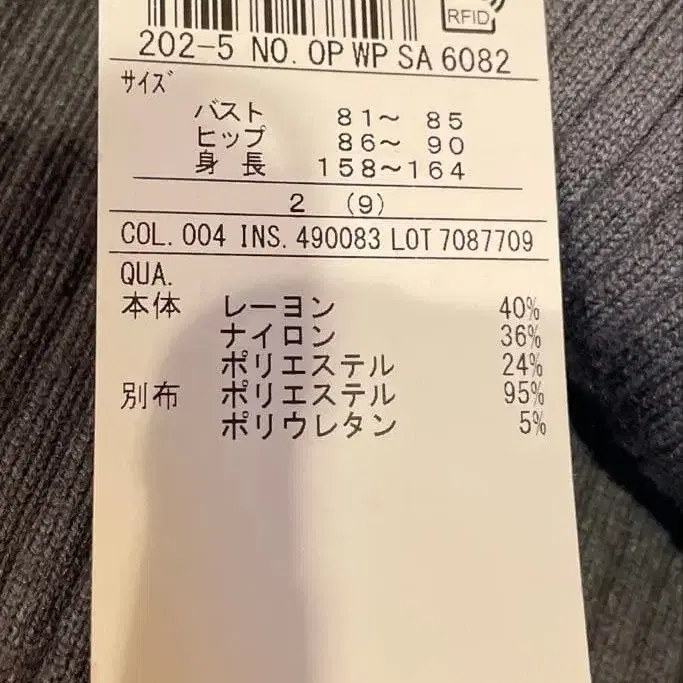 RFID
202-5 NO. OP WP SA 6082
サイズ
バスト 81～ 85
ヒップ 86～ 90
身 長 158～164
2 (9)
COL. 004 INS. 490083 LOT 7087709
QUA.
本体 レーヨン 40%
ナイロン 36%
ポリエステル 24%
別布 ポリエステル 95%
ポリウレタン 5%